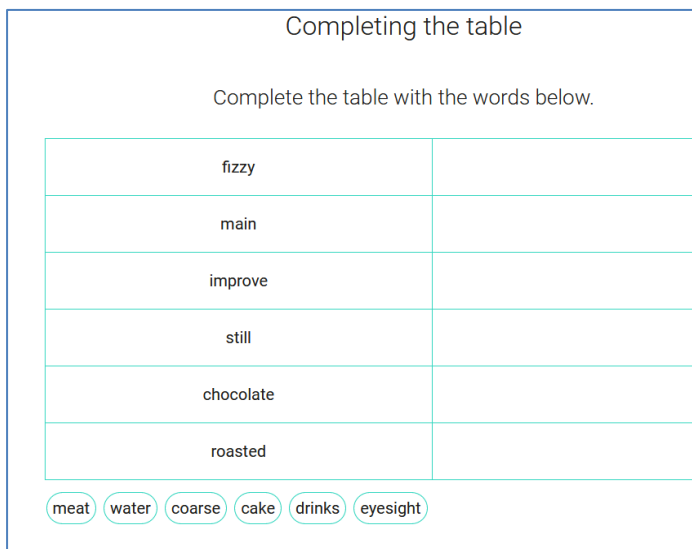 Completing the table
Complete the table with the words below.
fizzy
main
improve
still
chocolate
roasted
meat water coarse cake drinks eyesight